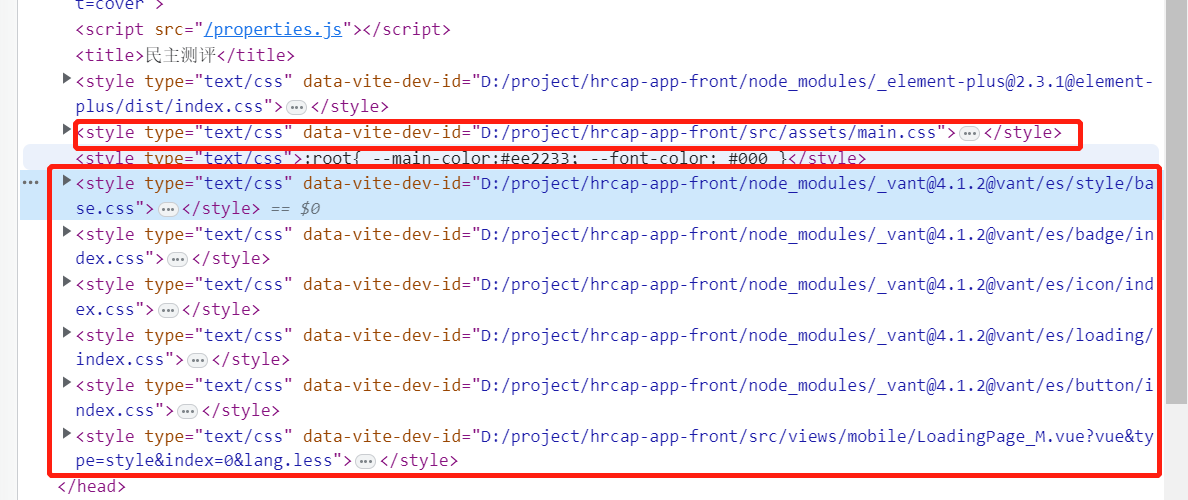 t=cover">
<script src="/properties.js"></script>
<title>民主测评</title>
<style type="text/css" data-vite-dev-id="D:/project/hrcap-app-front/node_modules/_element-plus@2.3.1@element-
plus/dist/index.css">…</style>
<style type="text/css" data-vite-dev-id="D:/project/hrcap-app-front/src/assets/main.css">…</style>
<style type="text/css">:root{ --main-color:#ee2233; --font-color: #000 }</style>
<style type="text/css" data-vite-dev-id="D:/project/hrcap-app-front/node_modules/_vant@4.1.2@vant/es/style/ba
se.css">…</style> == $0
<style type="text/css" data-vite-dev-id="D:/project/hrcap-app-front/node_modules/_vant@4.1.2@vant/es/badge/in
dex.css">…</style>
<style type="text/css" data-vite-dev-id="D:/project/hrcap-app-front/node_modules/_vant@4.1.2@vant/es/icon/ind
ex.css">…</style>
<style type="text/css" data-vite-dev-id="D:/project/hrcap-app-front/node_modules/_vant@4.1.2@vant/es/loading/
index.css">…</style>
<style type="text/css" data-vite-dev-id="D:/project/hrcap-app-front/node_modules/_vant@4.1.2@vant/es/button/i
ndex.css">…</style>
<style type="text/css" data-vite-dev-id="D:/project/hrcap-app-front/src/views/mobile/LoadingPage_M.vue?vue&ty
pe=style&index=0&lang.less">…</style>
</head>